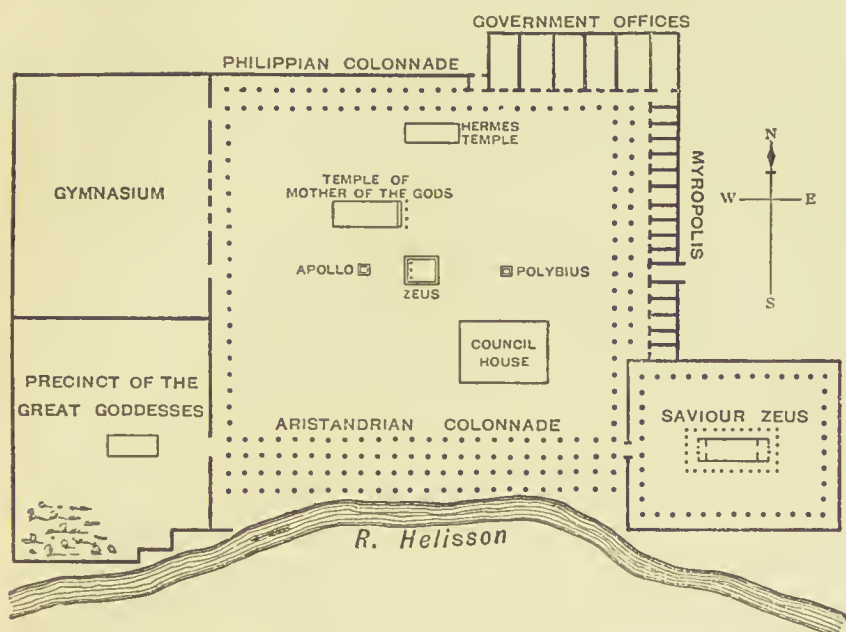 GOVERNMENT OFFICES
PHILIPPIAN COLONNADE
HERMES
TEMPLE
MYROPOLIS
N
W
E
S
GYMNASIUM
TEMPLE OF
MOTHER OF THE GODS
APOLLO
ZEUS
POLYBIUS
COUNCIL
HOUSE
PRECINCT OF THE
GREAT GODDESSES
ARISTANDRIAN COLONNADE
SAVIOUR ZEUS
R. Helisson